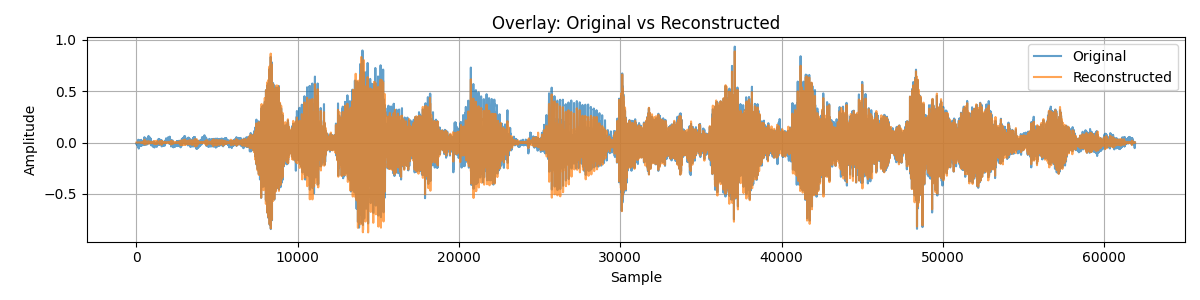 Overlay: Original vs Reconstructed
1.0
0.5
0.0
−0.5
Amplitude
Original
Reconstructed
0 10000 20000 30000 40000 50000 60000
Sample